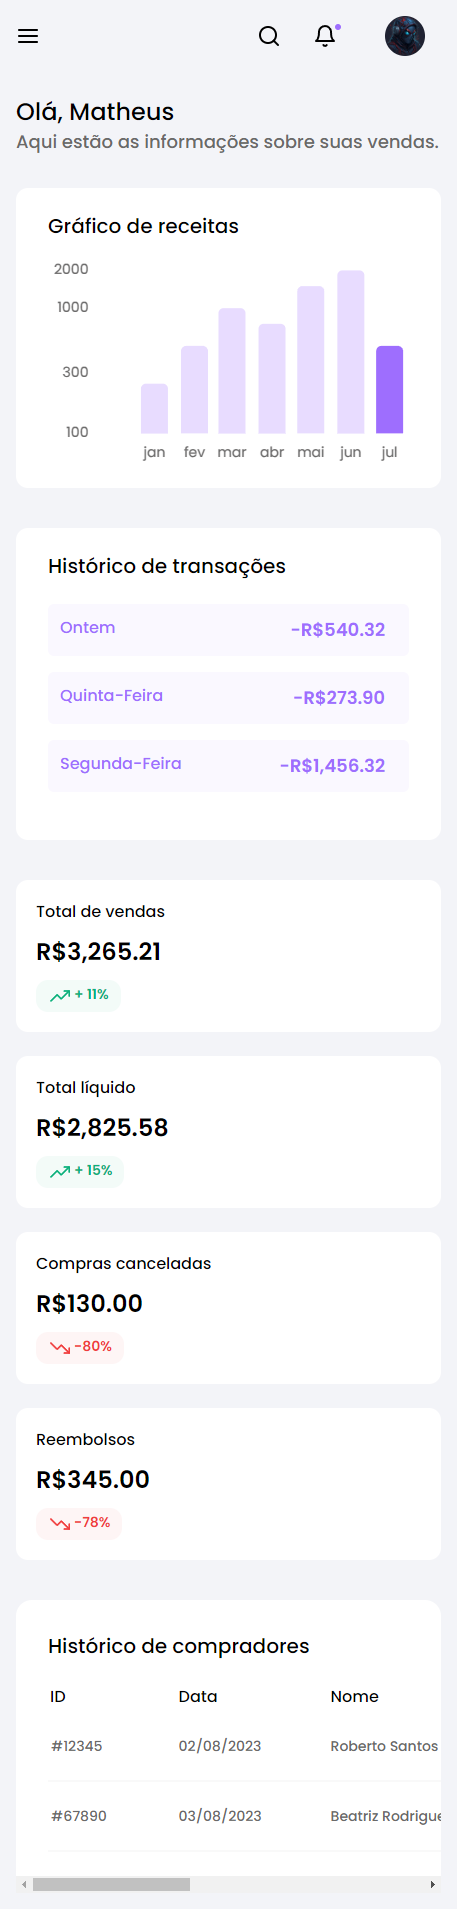 Olá, Matheus
Aqui estão as informações sobre suas vendas.
Gráfico de receitas
2000
1000
300
100
jan fev mar abr mai jun jul
Histórico de transações
Ontem -R$540.32
Quinta-Feira -R$273.90
Segunda-Feira -R$1,456.32
Total de vendas
R$3,265.21
+ 11%
Total líquido
R$2,825.58
+ 15%
Compras canceladas
R$130.00
-80%
Reembolsos
R$345.00
-78%
Histórico de compradores
ID Data Nome
#12345 02/08/2023 Roberto Santos
#67890 03/08/2023 Beatriz Rodrigue